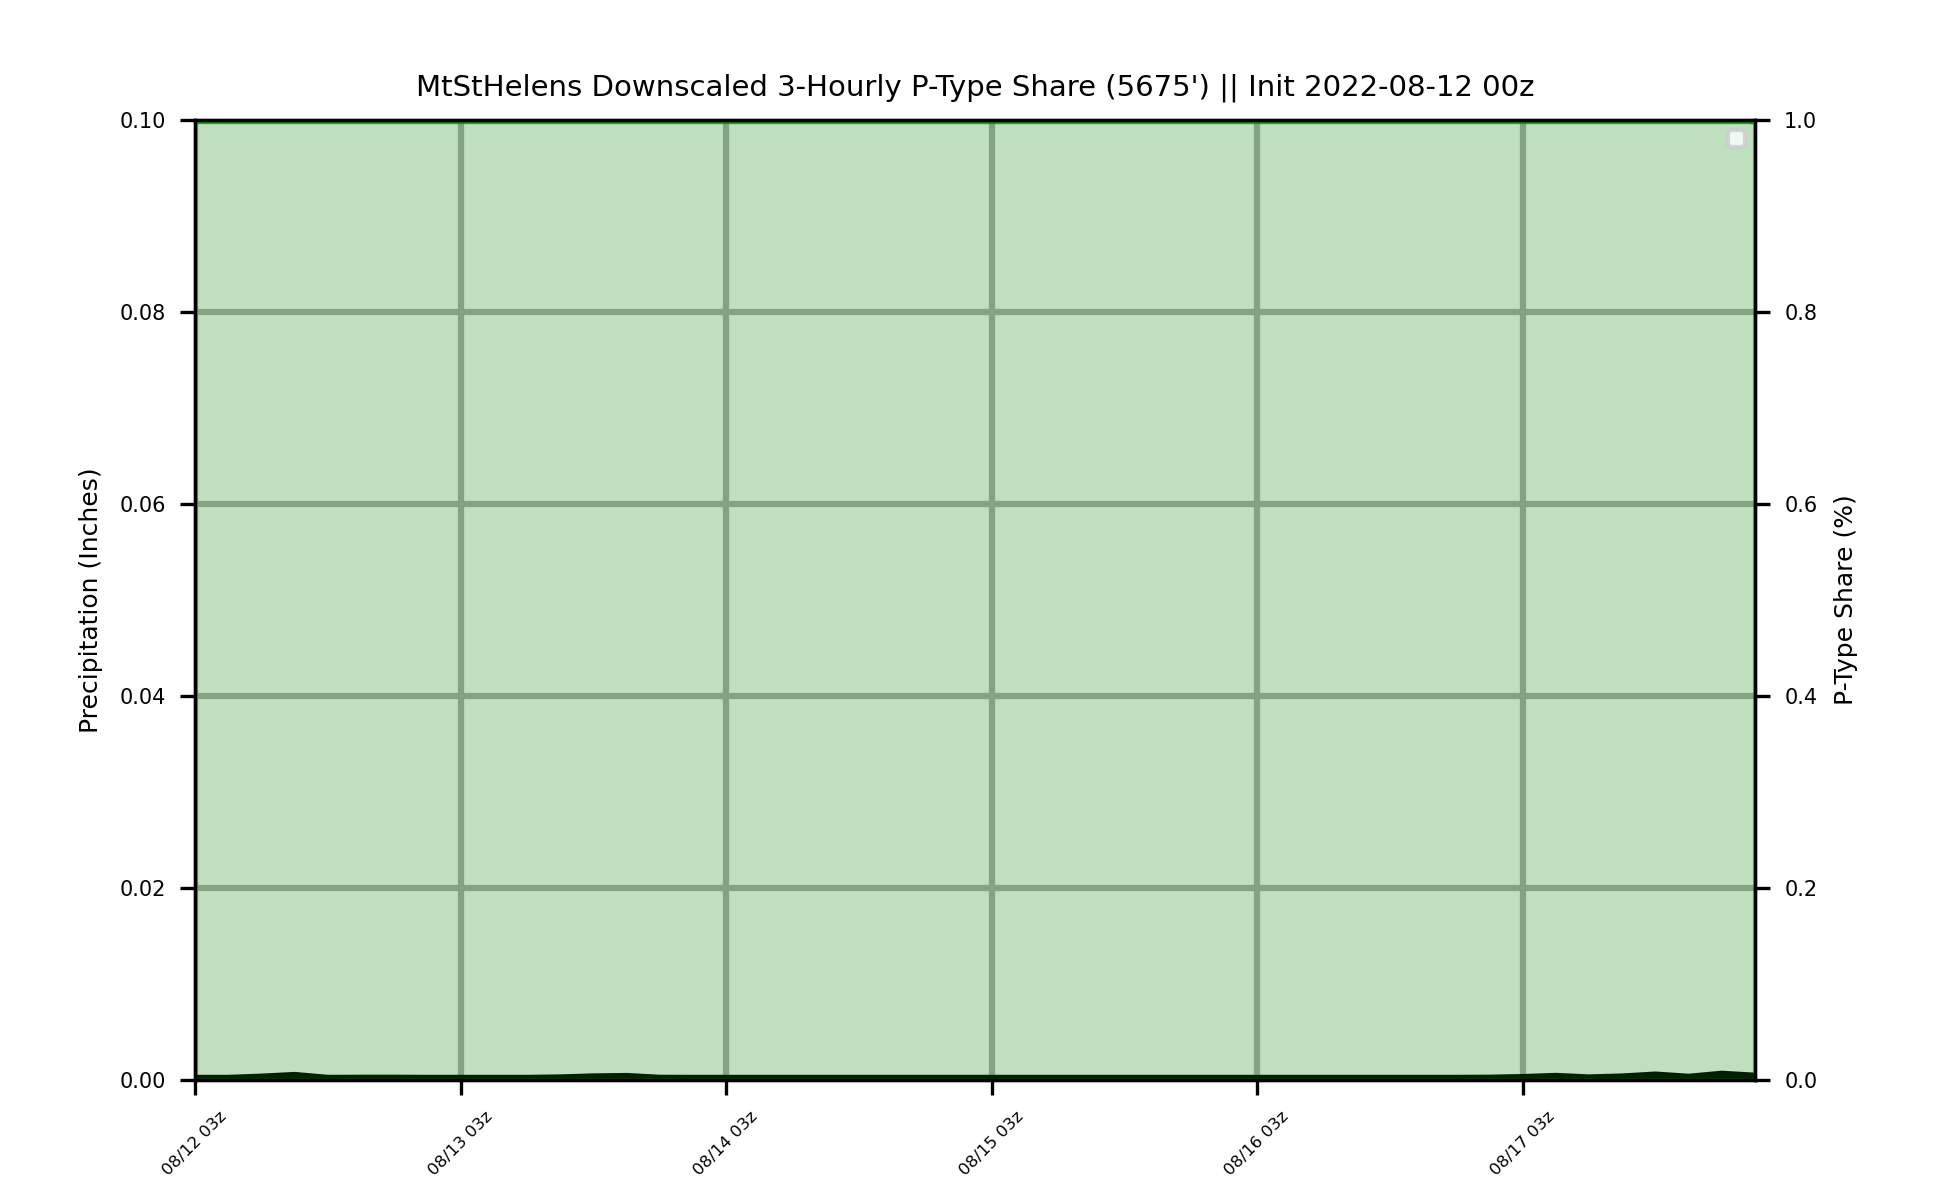 MtStHelens Downscaled 3-Hourly P-Type Share (5675') || Init 2022-08-12 00z
Precipitation (Inches)
0.10
0.08
0.06
0.04
0.02
0.00
1.0
0.8
0.6
0.4
0.2
0.0
P-Type Share (%)
08/12 03z
08/13 03z
08/14 03z
08/15 03z
08/16 03z
08/17 03z